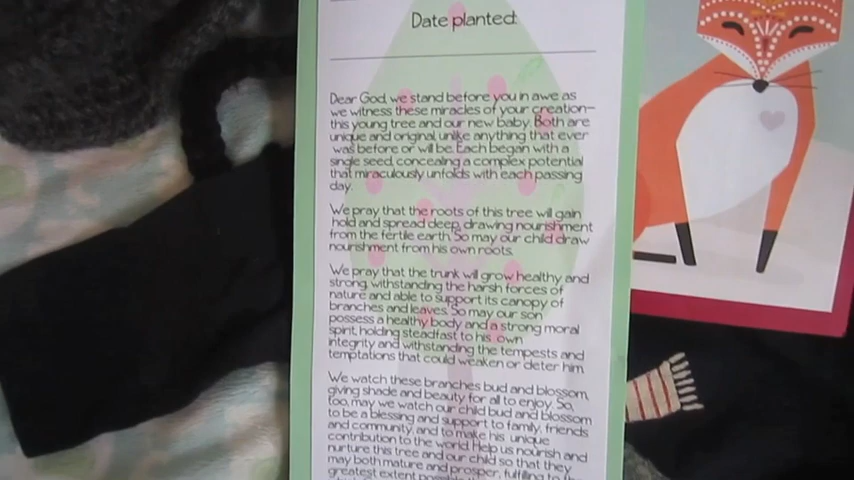 Date planted:
Dear God, we stand before you in awe as
we witness these miracles of your creation—
this young tree and our new baby. Both are
unique and original, unlike anything that ever
was before or will be. Each began with a
single seed, concealing a complex potential
that miraculously unfolds with each passing
day.
We pray that the roots of this tree will gain
hold and spread deep, drawing nourishment
from the fertile earth. So may our child draw
nourishment from his own roots.
We pray that the trunk will grow healthy and
strong, withstanding the harsh forces of
nature and able to support its canopy of
branches and leaves. So may our son
possess a healthy body and a strong moral
spirit, holding steadfast to his own
integrity and withstanding the tempests and
temptations that could weaken or deter him.
We watch these branches bud and blossom,
giving shade and beauty for all to enjoy. So,
too, may we watch our child bud and blossom
to be a blessing and support to family, friends
and community, and to make his unique
contribution to the world. Help us nourish and
nurture this tree and our child so that they
may both mature and prosper, fulfilling to the
greatest extent